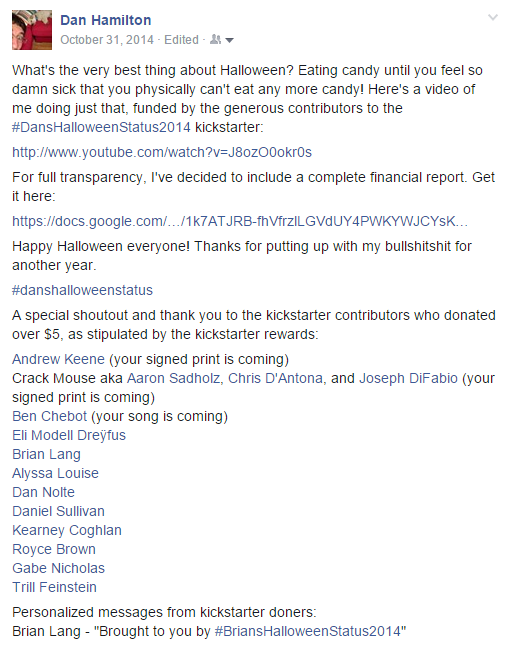 Dan Hamilton
October 31, 2014 · Edited ·
What's the very best thing about Halloween? Eating candy until you feel so
damn sick that you physically can't eat any more candy! Here's a video of
me doing just that, funded by the generous contributors to the
#DansHalloweenStatus2014 kickstarter:
http://www.youtube.com/watch?v=J8ozO0okr0s
For full transparency, I've decided to include a complete financial report. Get
it here:
https://docs.google.com/…/1k7ATJRB-fhVfrzILGVdUY4PWKYWJCYsK…
Happy Halloween everyone! Thanks for putting up with my bullshitshit for
another year.
#danshalloweenstatus
A special shoutout and thank you to the kickstarter contributors who donated
over $5, as stipulated by the kickstarter rewards:
Andrew Keene (your signed print is coming)
Crack Mouse aka Aaron Sadholz, Chris D'Antona, and Joseph DiFabio (your
signed print is coming)
Ben Chebot (your song is coming)
Eli Modell Dreÿfus
Brian Lang
Alyssa Louise
Dan Nolte
Daniel Sullivan
Kearney Coghlan
Royce Brown
Gabe Nicholas
Trill Feinstein
Personalized messages from kickstarter doners:
Brian Lang - "Brought to you by #BriansHalloweenStatus2014"